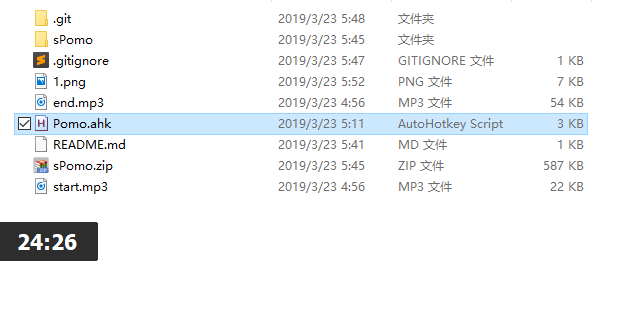 .git 2019/3/23 5:48 文件夹
sPomo 2019/3/23 5:45 文件夹
.gitignore 2019/3/23 5:47 GITIGNORE 文件 1 KB
1.png 2019/3/23 5:52 PNG 文件 7 KB
end.mp3 2019/3/23 4:56 MP3 文件 54 KB
Pomo.ahk 2019/3/23 5:11 AutoHotkey Script 3 KB
README.md 2019/3/23 5:41 MD 文件 1 KB
sPomo.zip 2019/3/23 5:45 ZIP 文件 587 KB
start.mp3 2019/3/23 4:56 MP3 文件 22 KB
24:26